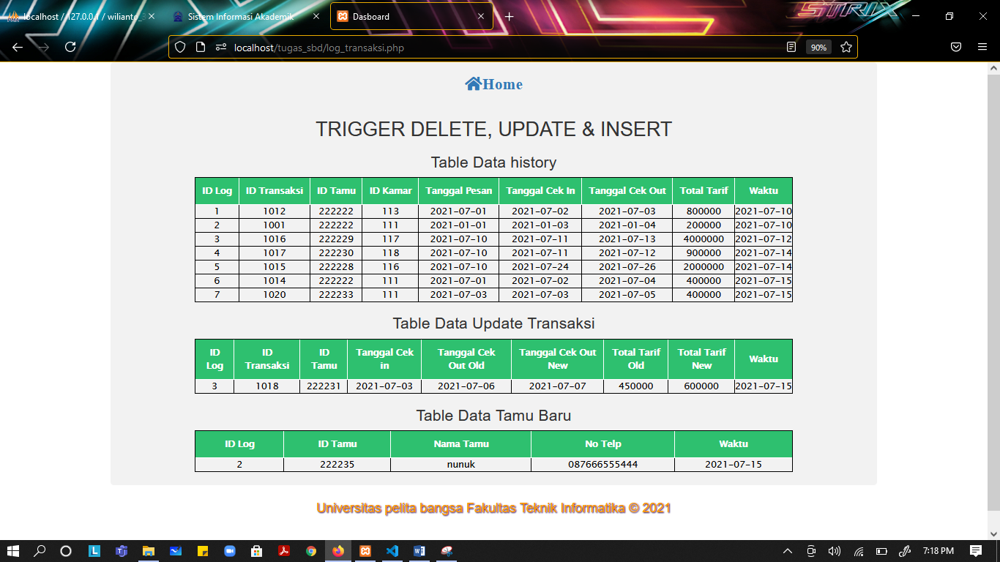 localhost / 127.0.0.1 / wilianto_
Sistem Informasi Akademik
Dasboard
STRIX
localhost/tugas_sbd/log_transaksi.php
90%
Home
TRIGGER DELETE, UPDATE & INSERT
Table Data history
ID Log ID Transaksi ID Tamu ID Kamar Tanggal Pesan Tanggal Cek In Tanggal Cek Out Total Tarif Waktu
1 1012 222222 113 2021-07-01 2021-07-02 2021-07-03 800000 2021-07-10
2 1001 222222 111 2021-01-01 2021-01-03 2021-01-04 200000 2021-07-10
3 1016 222229 117 2021-07-10 2021-07-11 2021-07-13 4000000 2021-07-12
4 1017 222230 118 2021-07-10 2021-07-11 2021-07-12 900000 2021-07-14
5 1015 222228 116 2021-07-10 2021-07-24 2021-07-26 2000000 2021-07-14
6 1014 222222 111 2021-07-01 2021-07-02 2021-07-04 400000 2021-07-15
7 1020 222233 111 2021-07-03 2021-07-03 2021-07-05 400000 2021-07-15
Table Data Update Transaksi
ID Log ID Transaksi ID Tamu Tanggal Cek in Tanggal Cek Out Old Tanggal Cek Out New Total Tarif Old Total Tarif New Waktu
3 1018 222231 2021-07-03 2021-07-06 2021-07-07 450000 600000 2021-07-15
Table Data Tamu Baru
ID Log ID Tamu Nama Tamu No Telp Waktu
2 222235 nunuk 087666555444 2021-07-15
Universitas pelita bangsa Fakultas Teknik Informatika © 2021
7:18 PM